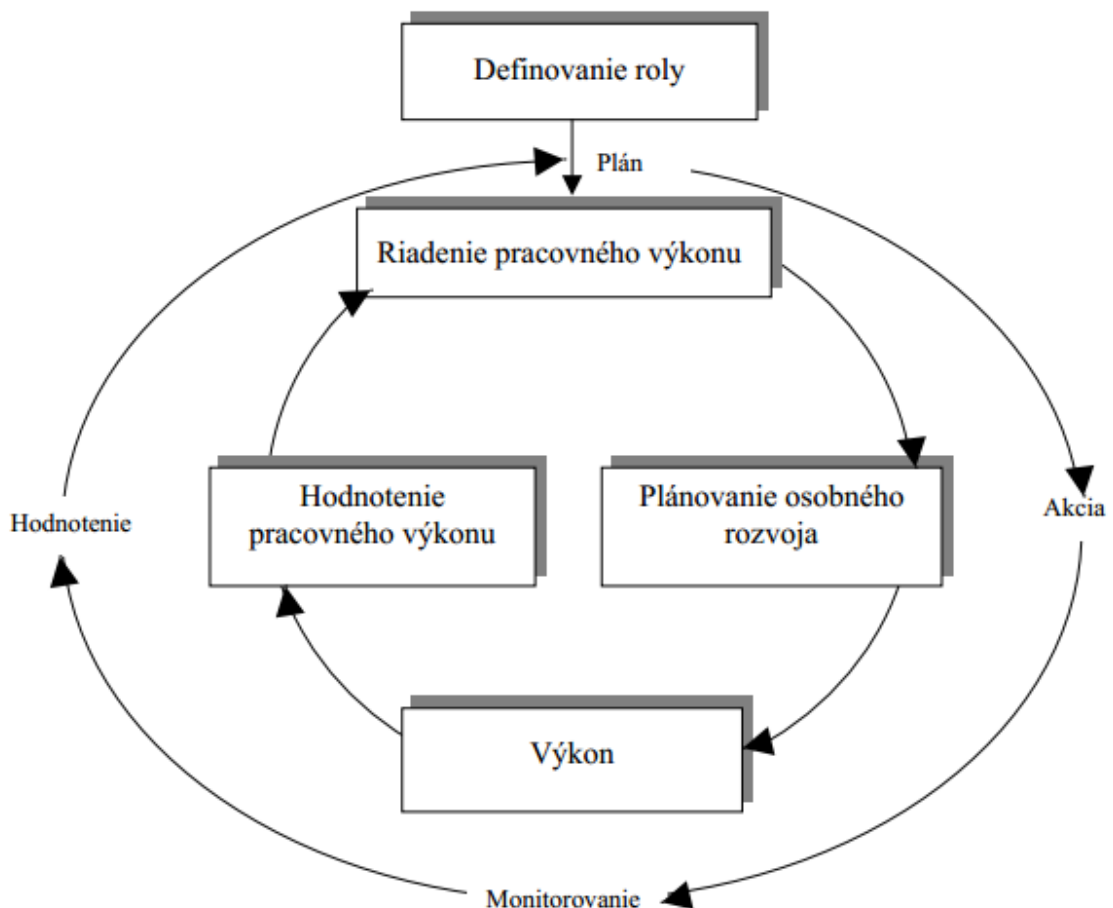 Definovanie roly
Plán
Riadenie pracovného výkonu
Hodnotenie
pracovného výkonu
Plánovanie osobného
rozvoja
Hodnotenie
Akcia
Výkon
Monitorovanie